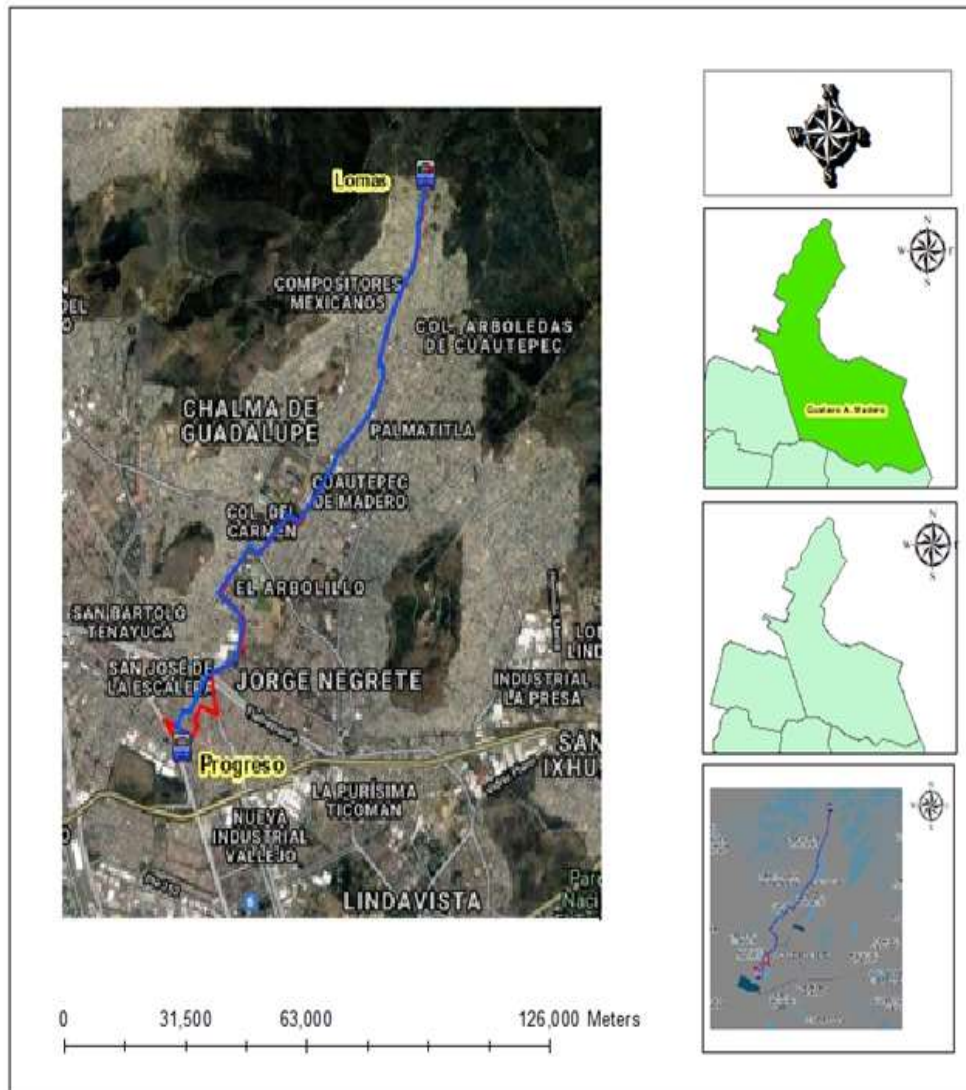 Lomas
COMPOSITORES
MEXICANOS
COL. ARBOLEDAS
DE CUAUTEPEC
CHALMA DE
GUADALUPE
PALMATITLA
CUAUTEPEC
DE MADERO
COL. DEL
CARMEN
EL ARBOLILLO
SAN BARTOLO
TENAYUCA
SAN JOSÉ DE
LA ESCALERA
JORGE NEGRETE
INDUSTRIAL
LA PRESA
SAN
IXHU
Progreso
LA PURÍSIMA
TICOMAN
NUEVA
INDUSTRIAL
VALLEJO
LINDAVISTA
0 31,500 63,000 126,000 Meters
W
S
N
W
S
Gustavo A. Madero
N
W
S